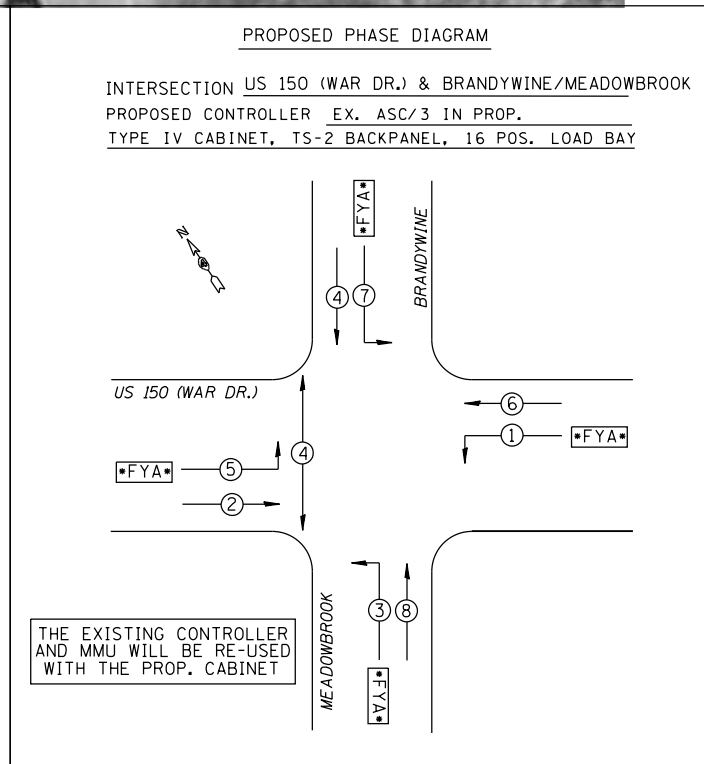 PROPOSED PHASE DIAGRAM
INTERSECTION US 150 (WAR DR.) & BRANDYWINE/MEADOWBROOK
PROPOSED CONTROLLER EX. ASC/3 IN PROP.
TYPE IV CABINET, TS-2 BACKPANEL, 16 POS. LOAD BAY
*FYA*
BRANDYWINE
N
4
7
US 150 (WAR DR.)
6
1
*FYA*
4
*FYA*
5
2
MEADOWBROOK
3
8
*FYA*
THE EXISTING CONTROLLER
AND MMU WILL BE RE-USED
WITH THE PROP. CABINET